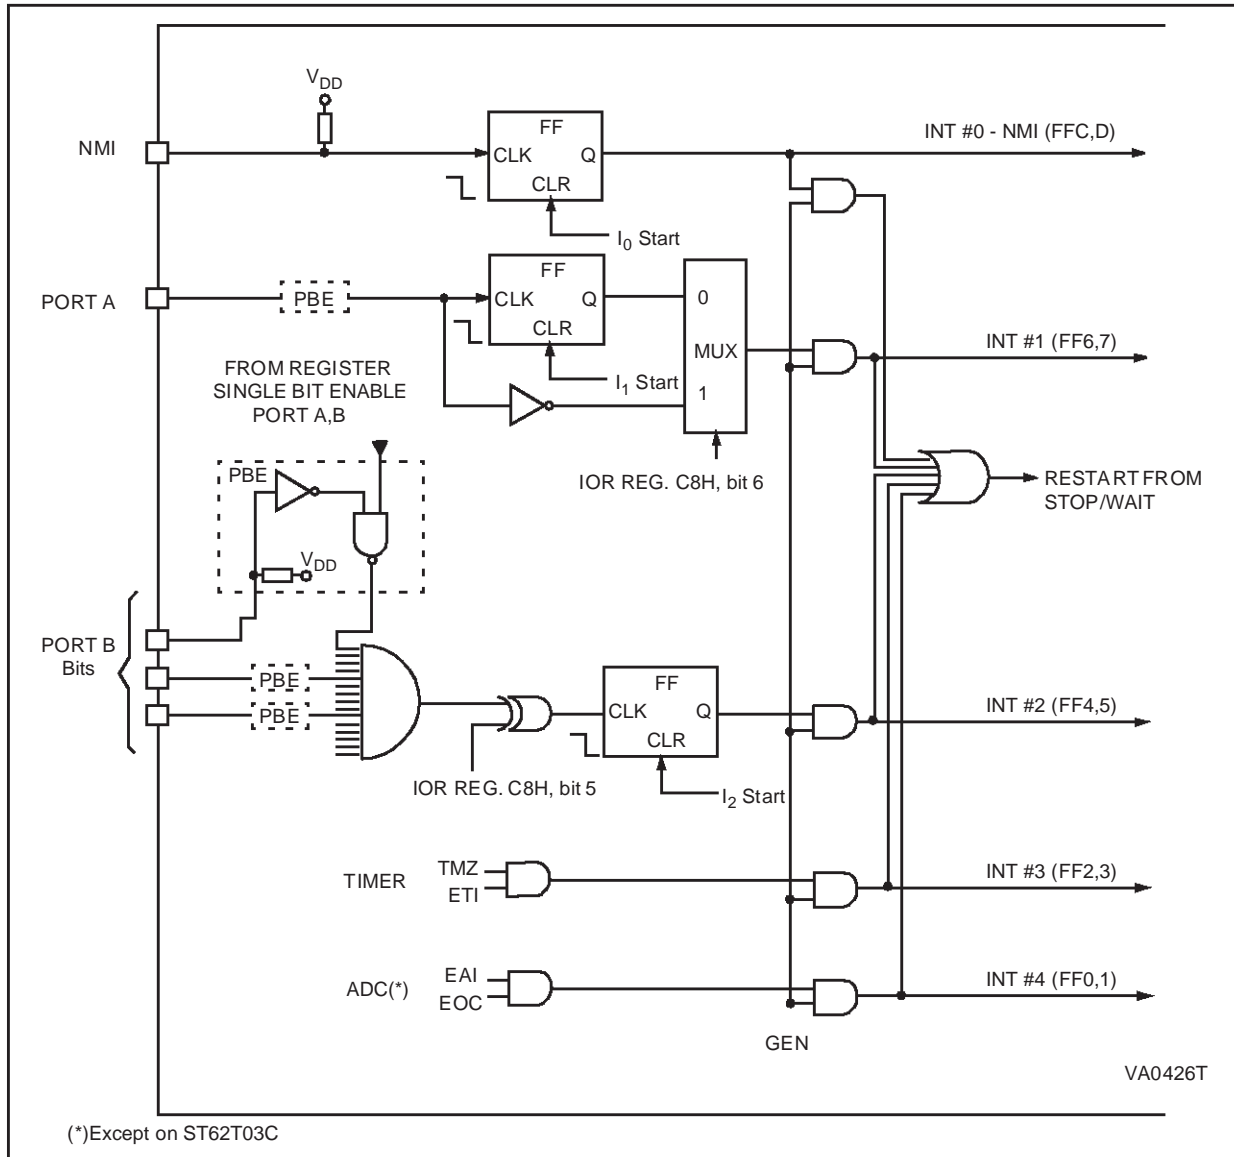 V_DD
NMI
FF
CLK
Q
CLR
I_0 Start
INT #0 - NMI (FFC,D)
PORT A
PBE
FF
CLK
Q
CLR
I_1 Start
0
MUX
1
INT #1 (FF6,7)
FROM REGISTER
SINGLE BIT ENABLE
PORT A,B
IOR REG. C8H, bit 6
RESTART FROM
STOP/WAIT
PBE
V_DD
PORT B
Bits
PBE
PBE
FF
CLK
Q
CLR
IOR REG. C8H, bit 5
I_2 Start
INT #2 (FF4,5)
TIMER
TMZ
ETI
INT #3 (FF2,3)
ADC(*)
EAI
EOC
INT #4 (FF0,1)
GEN
VA0426T
(*)Except on ST62T03C